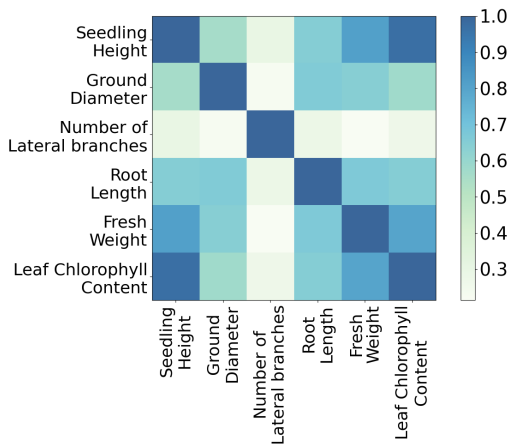 Seedling
Height
Ground
Diameter
Number of
Lateral branches
Root
Length
Fresh
Weight
Leaf Chlorophyll
Content
1.0
0.9
0.8
0.7
0.6
0.5
0.4
0.3
Seedling
Height
Ground
Diameter
Number of
Lateral branches
Root
Length
Fresh
Weight
Leaf Chlorophyll
Content